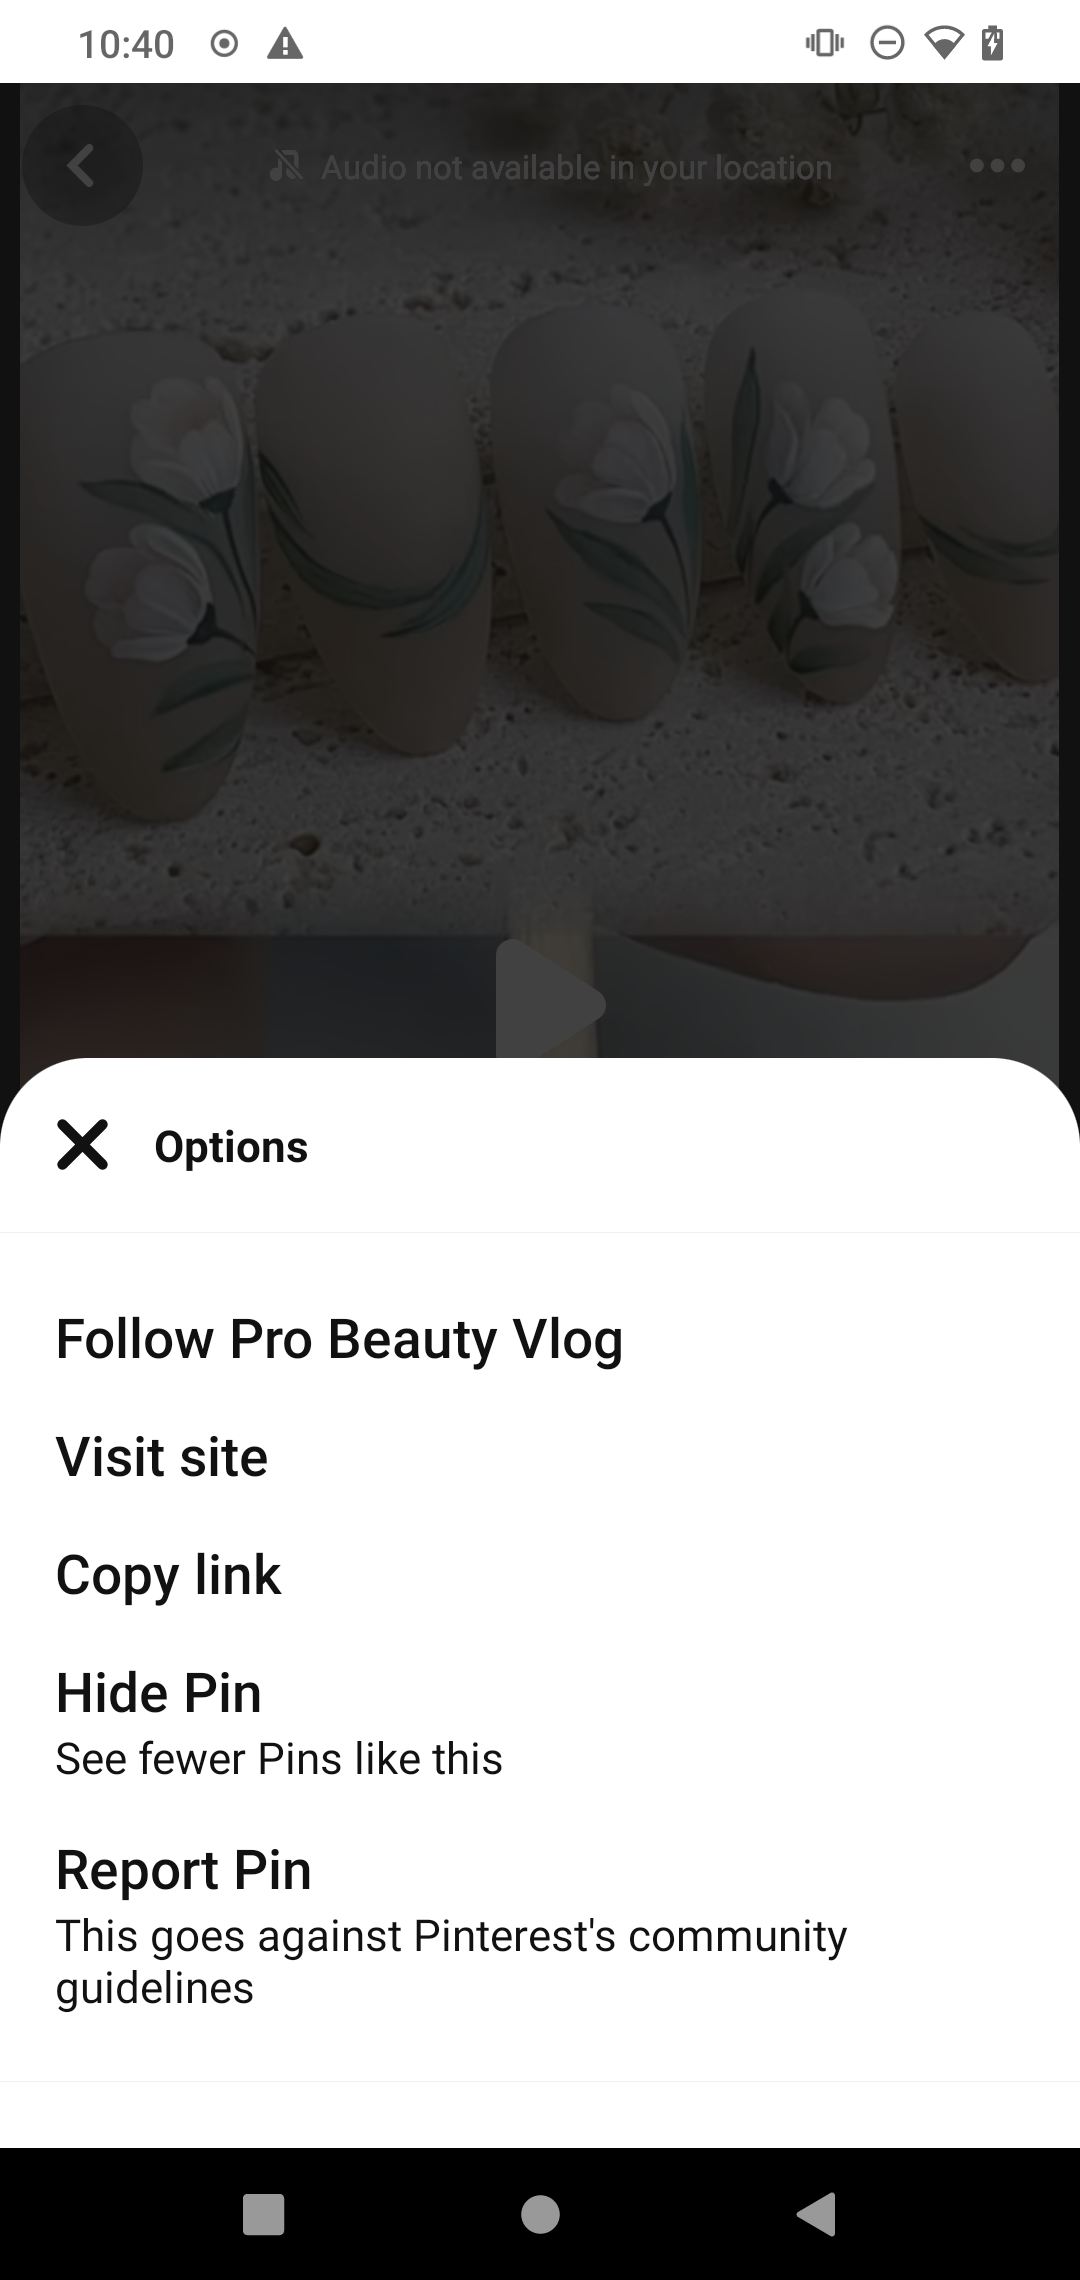 10:40
Audio not available in your location
Options
Follow Pro Beauty Vlog
Visit site
Copy link
Hide Pin
See fewer Pins like this
Report Pin
This goes against Pinterest's community
guidelines